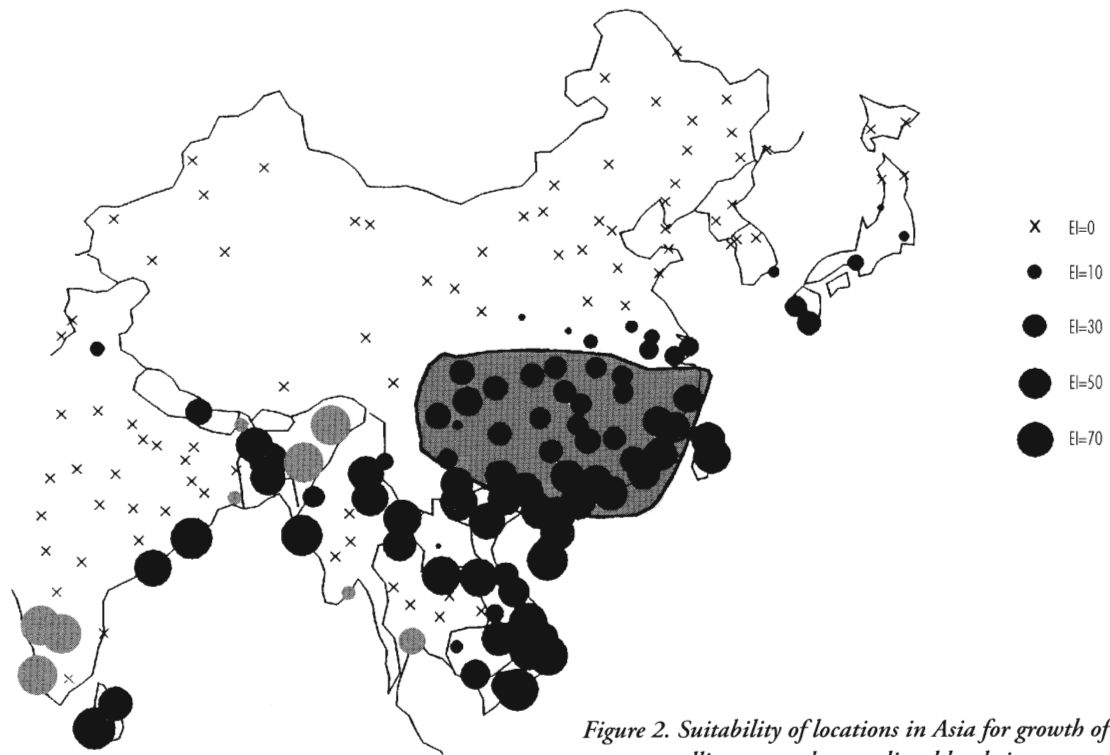 EI=0
EI=10
EI=30
EI=50
EI=70
Figure 2. Suitability of locations in Asia for growth of